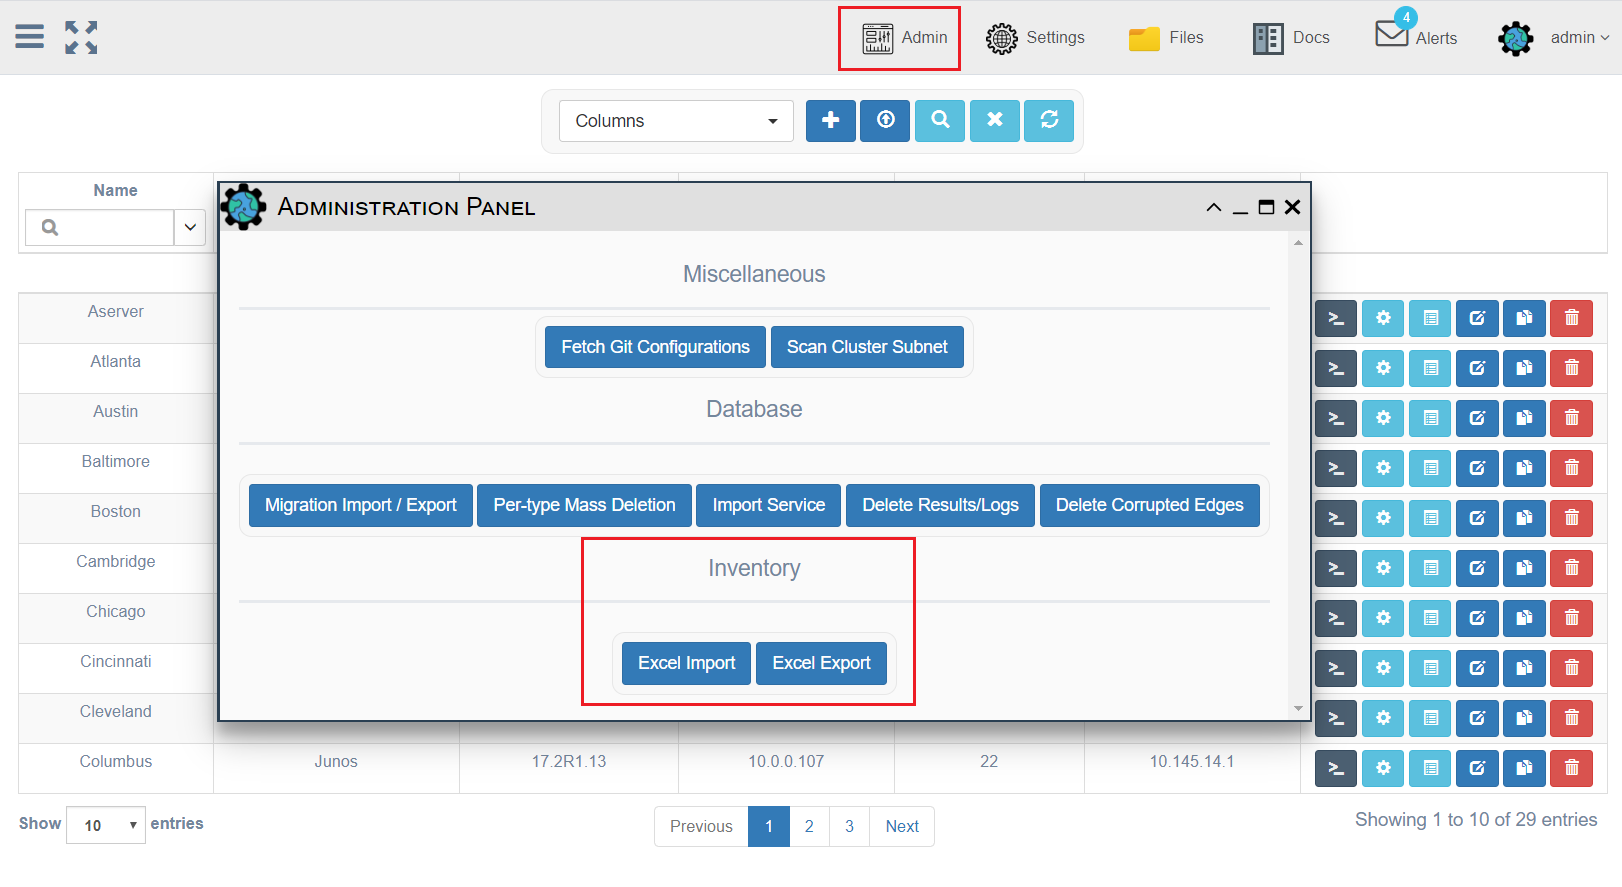 Admin Settings Files Docs 4 Alerts admin
Columns
Name
Administration Panel
Miscellaneous
Fetch Git Configurations Scan Cluster Subnet
Database
Migration Import / Export Per-type Mass Deletion Import Service Delete Results/Logs Delete Corrupted Edges
Inventory
Excel Import Excel Export
Aserver
Atlanta
Austin
Baltimore
Boston
Cambridge
Chicago
Cincinnati
Cleveland
Columbus Junos 17.2R1.13 10.0.0.107 22 10.145.14.1
Show 10 entries Previous 1 2 3 Next Showing 1 to 10 of 29 entries